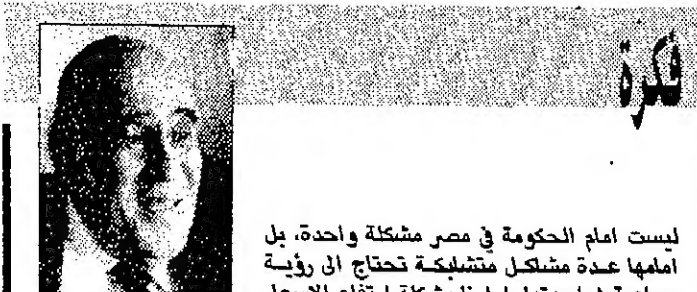 فكرة
ليست امام الحكومة في مصر مشكلة واحدة، بل
امامها عدة مشاكل متشابكة تحتاج الى رؤية